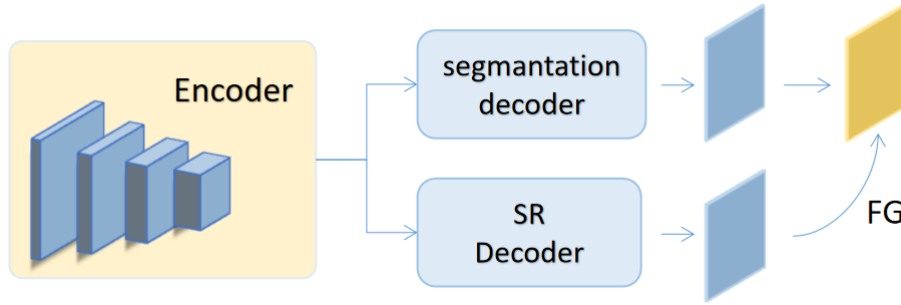 Encoder
segmantation
decoder
SR
Decoder
FG